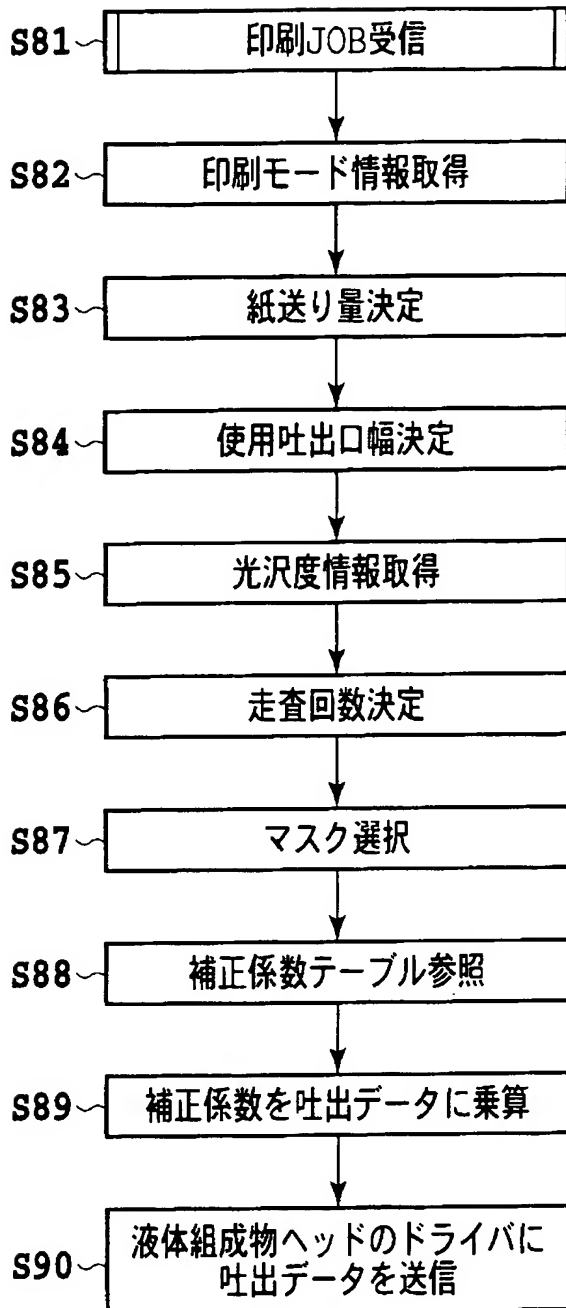 S81 印刷JOB受信
S82 印刷モード情報取得
S83 紙送り量決定
S84 使用吐出口幅決定
S85 光沢度情報取得
S86 走査回数決定
S87 マスク選択
S88 補正係数テーブル参照
S89 補正係数を吐出データに乗算
S90 液体組成物ヘッドのドライバに
吐出データを送信